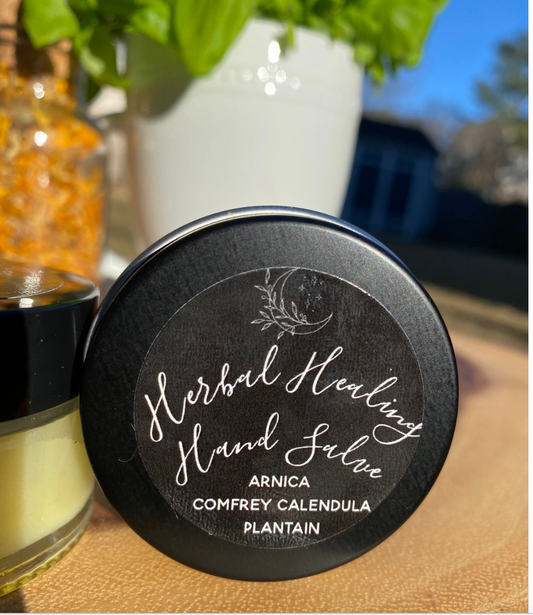 Herbal Healing
Hand Salve
ARNICA
COMFREY CALENDULA
PLANTAIN